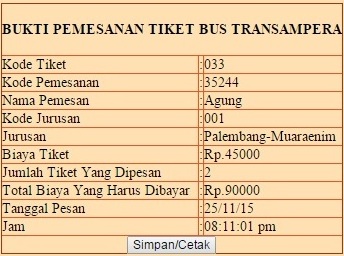 BUKTI PEMESANAN TIKET BUS TRANSAMPERA
Kode Tiket :033
Kode Pemesanan :35244
Nama Pemesan :Agung
Kode Jurusan :001
Jurusan :Palembang-Muaraenim
Biaya Tiket :Rp.45000
Jumlah Tiket Yang Dipesan :2
Total Biaya Yang Harus Dibayar :Rp.90000
Tanggal Pesan :25/11/15
Jam :08:11:01 pm
Simpan/Cetak